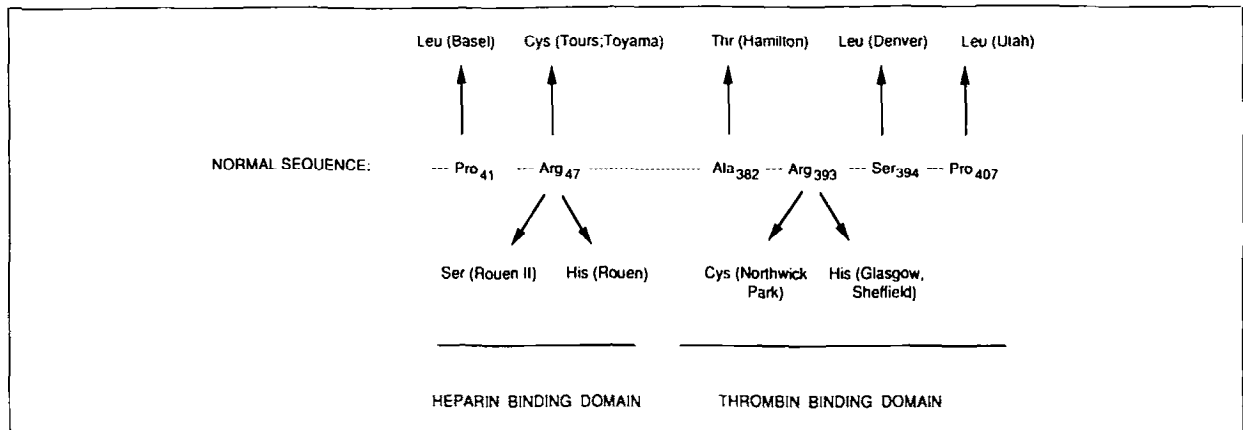 Leu (Basel) Cys (Tours;Toyama) Thr (Hamilton) Leu (Denver) Leu (Utah)
NORMAL SEQUENCE: --- Pro41 --- Arg47 --- Ala382 --- Arg393 --- Ser394 --- Pro407
Ser (Rouen II) His (Rouen) Cys (Northwick His (Glasgow,
Park) Sheffield)
HEPARIN BINDING DOMAIN THROMBIN BINDING DOMAIN